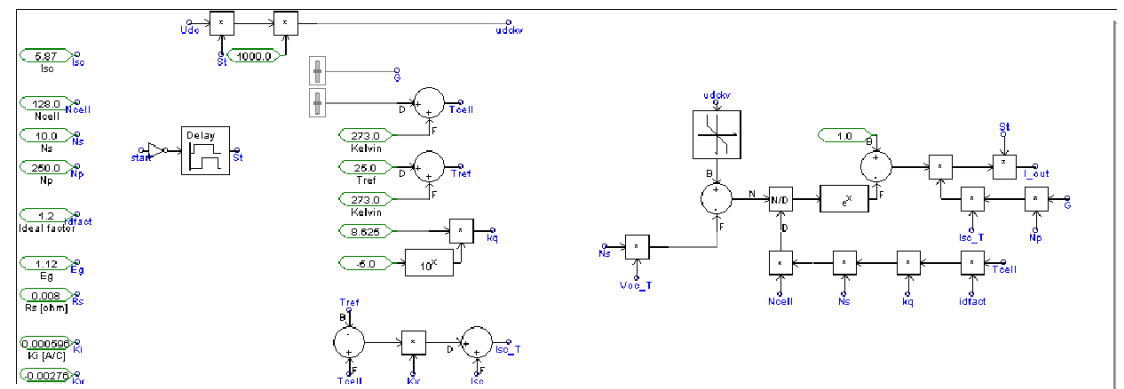 Udc
*
*
udckv
St
1000.0
5.87
Isc
Isc
G
128.0
Ncell
Ncell
D
+
+
Tcell
F
273.0
Kelvin
10.0
Ns
Ns
start
Delay
St
250.0
Np
Np
25.0
Tref
D
+
+
Tref
F
273.0
Kelvin
1.2
Ideal factor
idfact
8.625
*
kq
-5.0
10^x
1.12
Eg
Eg
0.008
Rs [ohm]
Rs
0.000596
Ki [A/C]
Ki
-0.00276
Kv
Tref
B
-
+
F
Tcell
*
Kv
D
+
+
F
Isc
Isc_T
udckv
B
+
-
F
N
N/D
D
e^x
1.0
B
+
-
F
*
St
*
I_out
*
*
G
Isc_T
Np
Ns
*
Voc_T
*
*
*
*
Tcell
Ncell
Ns
kq
idfact